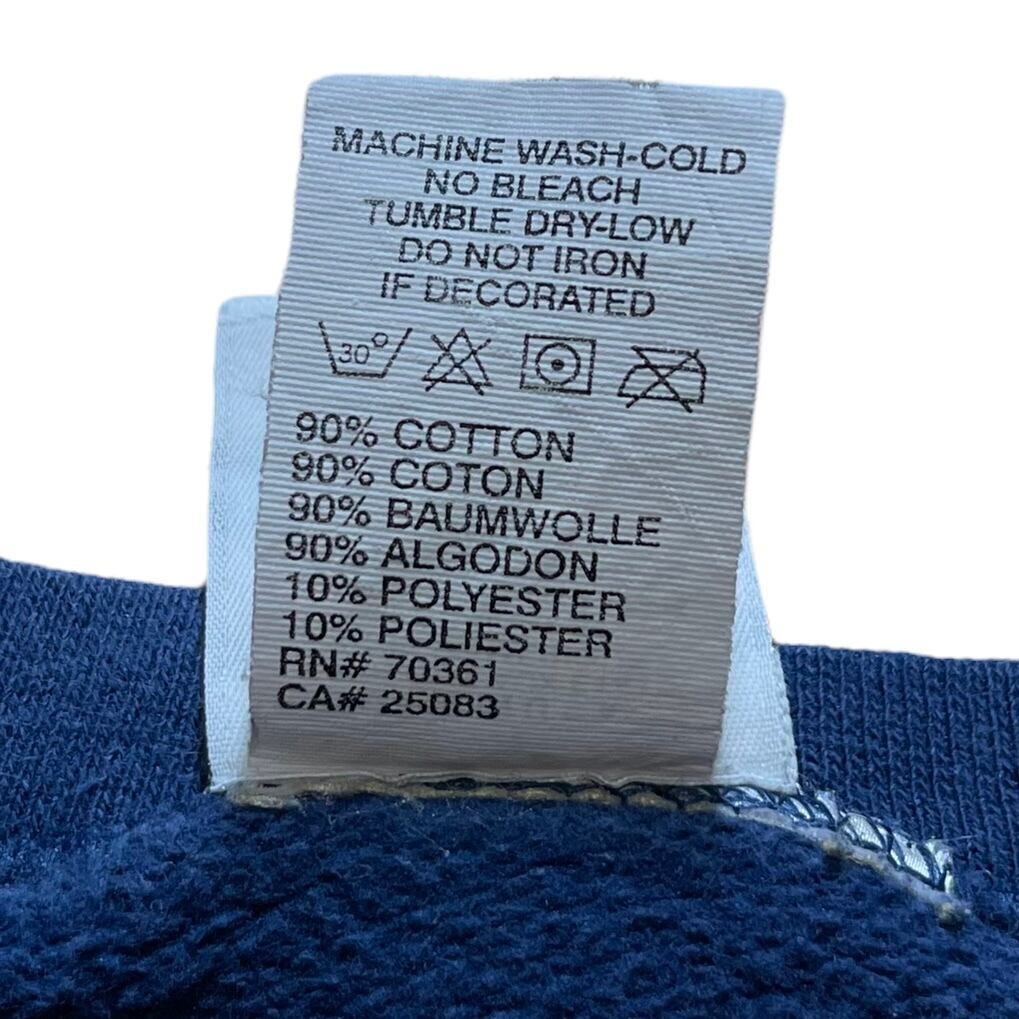 MACHINE WASH-COLD
NO BLEACH
TUMBLE DRY-LOW
DO NOT IRON
IF DECORATED
30°
90% COTTON
90% COTON
90% BAUMWOLLE
90% ALGODON
10% POLYESTER
10% POLIESTER
RN# 70361
CA# 25083